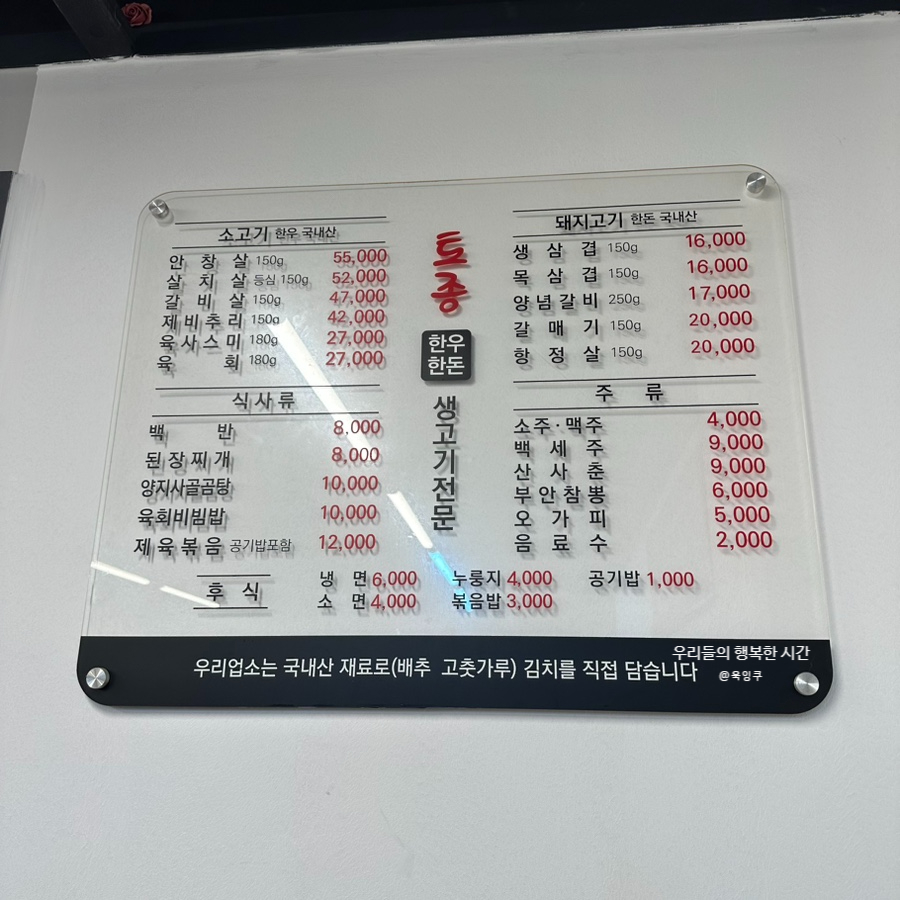 소고기 한우 국내산
안창살 150g 55,000
살치살 등심 150g 52,000
갈비살 150g 47,000
제비추리 150g 42,000
육사스미 180g 27,000
육회 180g 27,000
식사류
백반 8,000
된장찌개 8,000
양지사골곰탕 10,000
육회비빔밥 10,000
제육볶음 공기밥포함 12,000
토종
한우
한돈
생고기전문
돼지고기 한돈 국내산
생삼겹 150g 16,000
목삼겹 150g 16,000
양념갈비 250g 17,000
갈매기 150g 20,000
항정살 150g 20,000
주류
소주·맥주 4,000
백세주 9,000
산사춘 9,000
부안참뽕 6,000
오가피 5,000
음료수 2,000
후식
냉면 6,000 누룽지 4,000 공기밥 1,000
소면 4,000 볶음밥 3,000
우리업소는 국내산 재료로(배추 고춧가루) 김치를 직접 담습니다
우리들의 행복한 시간
@욱잉쿠